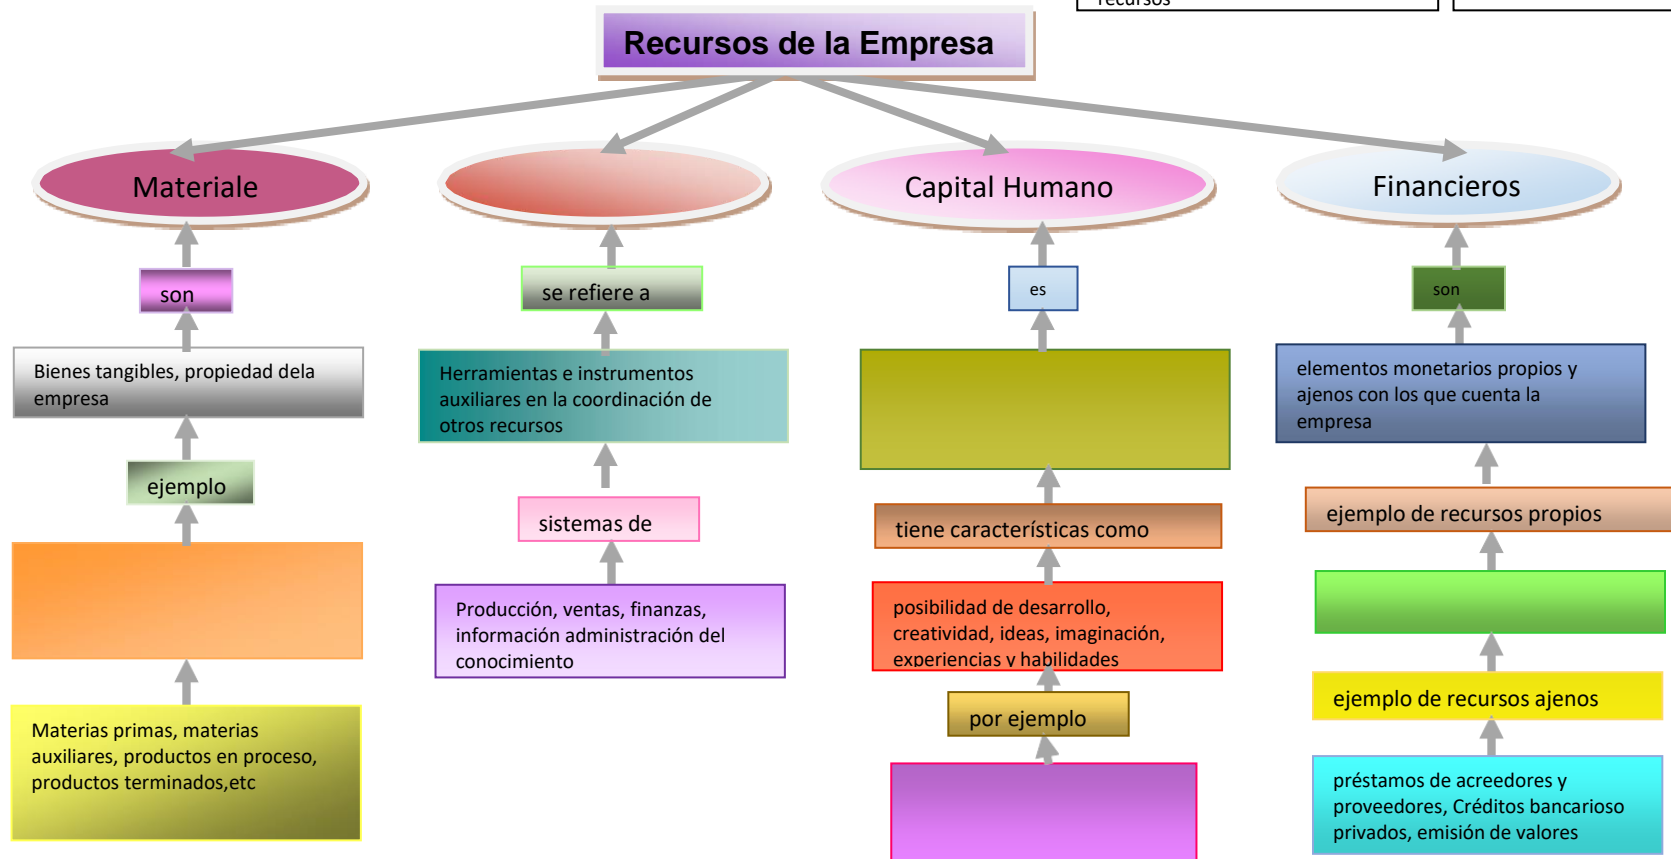 recursos
Recursos de la Empresa
Materiale
Capital Humano
Financieros
son
se refiere a
es
son
Bienes tangibles, propiedad dela
empresa
Herramientas e instrumentos
auxiliares en la coordinación de
otros recursos
elementos monetarios propios y
ajenos con los que cuenta la
empresa
ejemplo
sistemas de
tiene características como
ejemplo de recursos propios
Producción, ventas, finanzas,
información administración del
conocimiento
posibilidad de desarrollo,
creatividad, ideas, imaginación,
experiencias y habilidades
por ejemplo
ejemplo de recursos ajenos
Materias primas, materias
auxiliares, productos en proceso,
productos terminados,etc
préstamos de acreedores y
proveedores, Créditos bancarioso
privados, emisión de valores